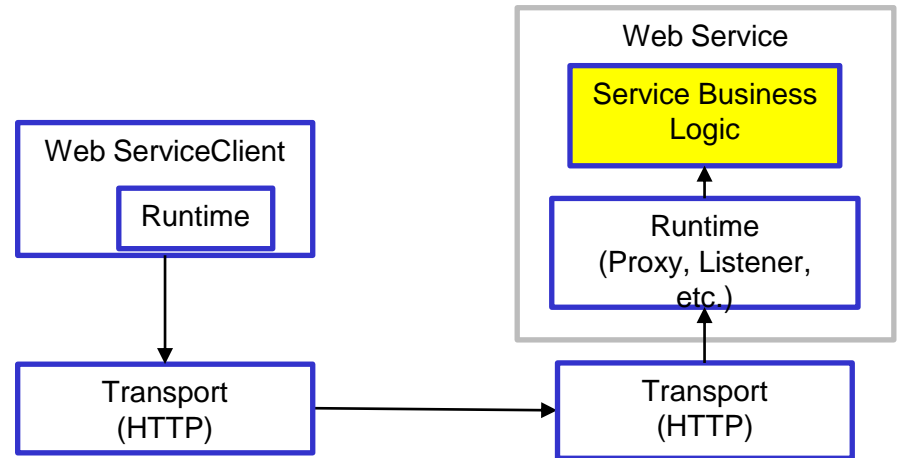 Web Service
Service Business
Logic
Web ServiceClient
Runtime
Runtime
(Proxy, Listener,
etc.)
Transport
(HTTP)
Transport
(HTTP)